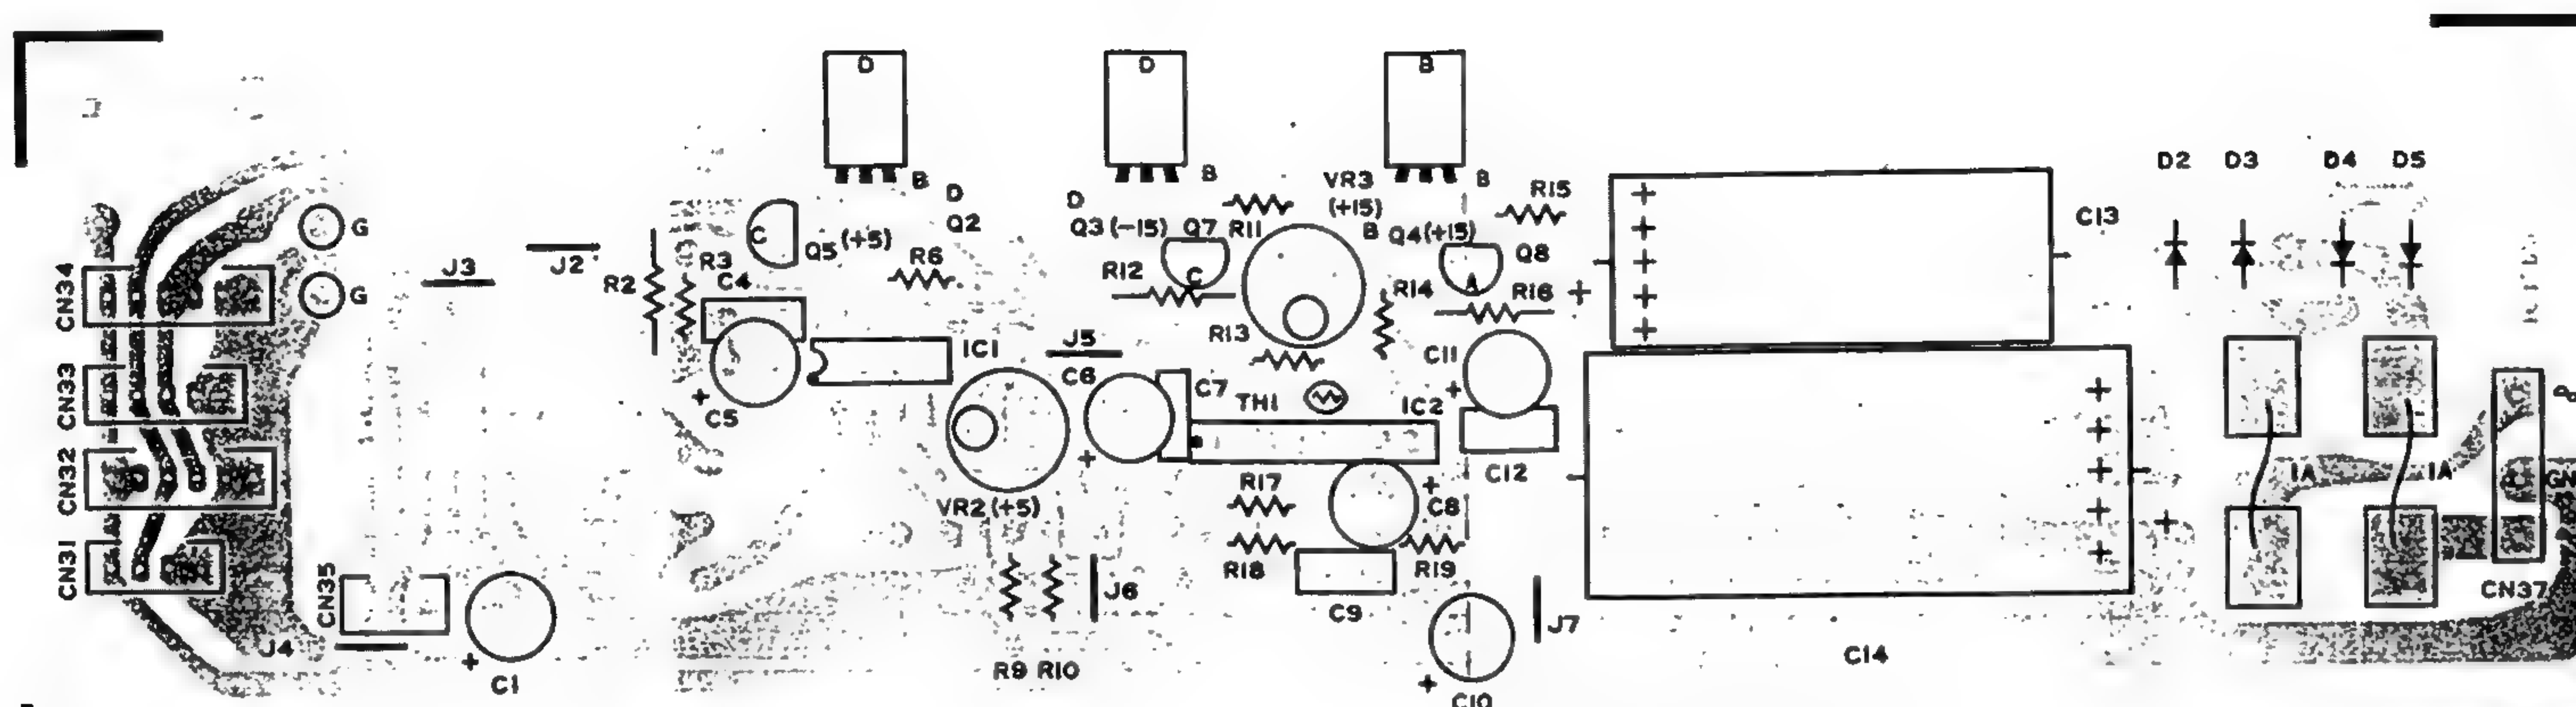 D
D
B
B
B
B
D2
D3
D4
D5
D
D
VR3
(+15)
R15
C13
G
C
Q5 (+5)
Q2
Q3 (-15)
Q7
R11
B
Q4 (+15)
Q8
CN34
J3
J2
R2
R3
C4
R6
R12
C
A
R14
R16
+
G
+
+
+
+
+
R13
IC1
J5
C6
C7
C11
+
TH1
IC2
CN33
+
C5
+
C12
+
+
+
+
+
CN32
VR2 (+5)
R17
+
C8
1A
1A
GN
+
CN31
CN35
R18
R19
J6
C9
CN37
J4
+
C1
R9 R10
J7
+
C10
C14